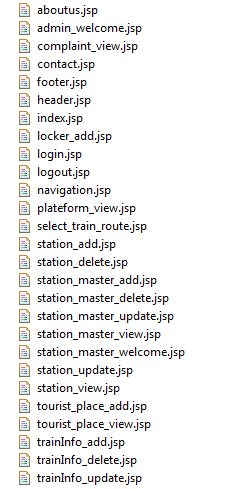 aboutus.jsp
admin_welcome.jsp
complaint_view.jsp
contact.jsp
footer.jsp
header.jsp
index.jsp
locker_add.jsp
login.jsp
logout.jsp
navigation.jsp
plateform_view.jsp
select_train_route.jsp
station_add.jsp
station_delete.jsp
station_master_add.jsp
station_master_delete.jsp
station_master_update.jsp
station_master_view.jsp
station_master_welcome.jsp
station_update.jsp
station_view.jsp
tourist_place_add.jsp
tourist_place_view.jsp
trainInfo_add.jsp
trainInfo_delete.jsp
trainInfo_update.jsp